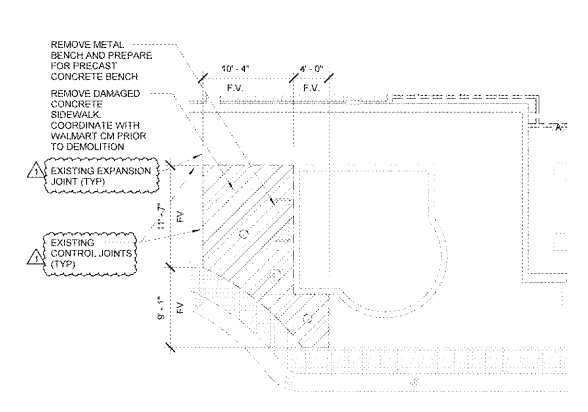 REMOVE METAL
BENCH AND PREPARE
FOR PRECAST
CONCRETE BENCH
REMOVE DAMAGED
CONCRETE
SIDEWALK.
COORDINATE WITH
WALMART CM PRIOR
TO DEMOLITION
1
EXISTING EXPANSION
JOINT (TYP)
1
EXISTING
CONTROL JOINTS
(TYP)
10' - 4"
F.V.
4' - 0"
F.V.
11' - 7"
F.V.
9' - 1"
F.V.
A